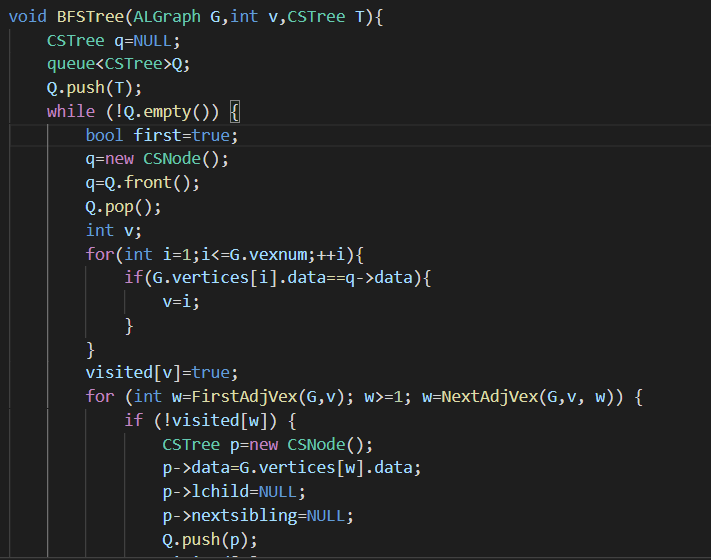 void BFSTree(ALGraph G,int v,CSTree T){
CSTree q=NULL;
queue<CSTree>Q;
Q.push(T);
while (!Q.empty()) {
bool first=true;
q=new CSNode();
q=Q.front();
Q.pop();
int v;
for(int i=1;i<=G.vexnum;++i){
if(G.vertices[i].data==q->data){
v=i;
}
}
visited[v]=true;
for (int w=FirstAdjVex(G,v); w>=1; w=NextAdjVex(G,v, w)) {
if (!visited[w]) {
CSTree p=new CSNode();
p->data=G.vertices[w].data;
p->lchild=NULL;
p->nextsibling=NULL;
Q.push(p);